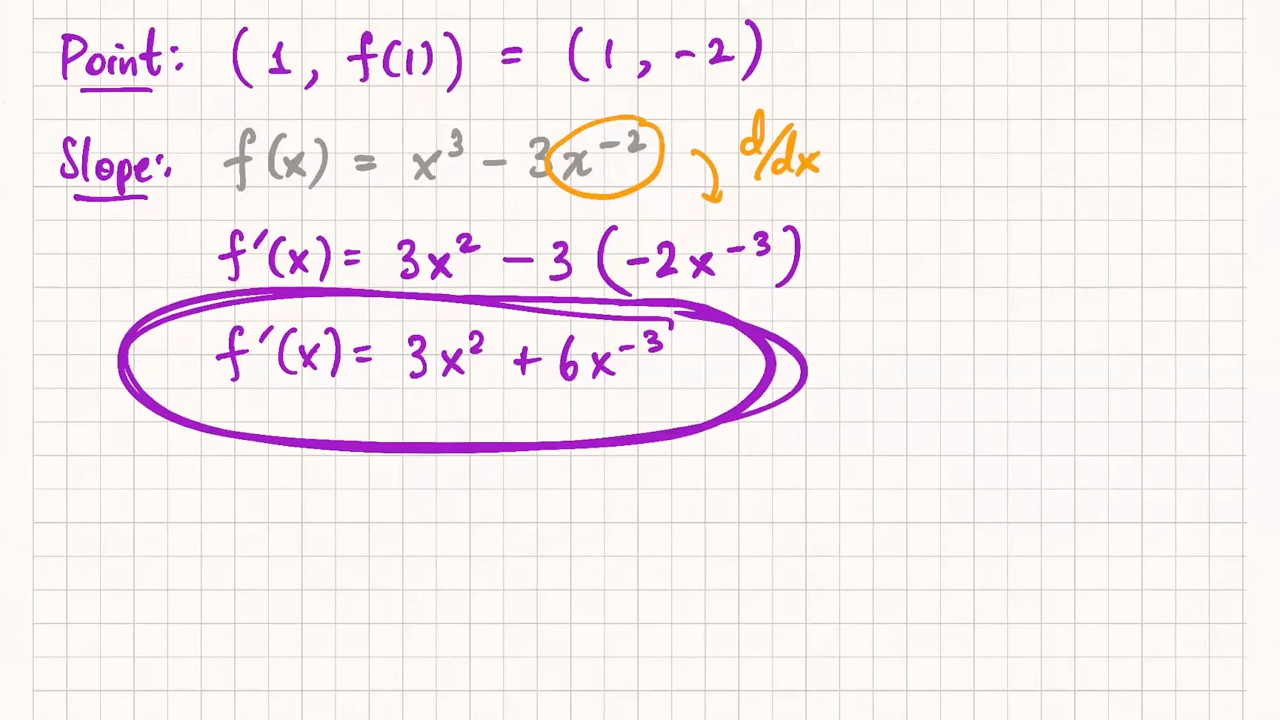 Point: (1, f(1)) = (1, -2)
Slope: f(x) = x³ - 3x⁻² d/dx
f'(x) = 3x² - 3(-2x⁻³)
f'(x) = 3x² + 6x⁻³